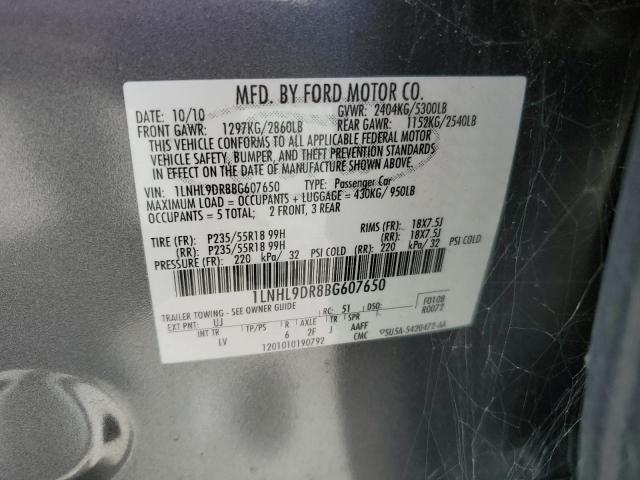 MFD. BY FORD MOTOR CO.
DATE: 10/10 GVWR: 2404KG/5300LB
FRONT GAWR: 1297KG/2860LB REAR GAWR: 1152KG/2540LB
THIS VEHICLE CONFORMS TO ALL APPLICABLE FEDERAL MOTOR
VEHICLE SAFETY, BUMPER, AND THEFT PREVENTION STANDARDS
IN EFFECT ON THE DATE OF MANUFACTURE SHOWN ABOVE.
VIN: 1LNHL9DR8BG607650 TYPE: Passenger Car
MAXIMUM LOAD = OCCUPANTS + LUGGAGE = 430KG/ 950LB
OCCUPANTS = 5 TOTAL; 2 FRONT, 3 REAR
TIRE (FR): P235/55R18 99H RIMS (FR): 18X7.5J
(RR): P235/55R18 99H (RR): 18X7.5J
PRESSURE (FR): 220 kPa/ 32 PSI COLD (RR): 220 kPa/ 32 PSI COLD
1LNHL9DR8BG607650
TRAILER TOWING - SEE OWNER GUIDE RC: 51 DSO: F0108
EXT PNT: UJ R AXLE TR SPR R0072
INT TR TP/PS 6 2F J AAFF
LV 1201010190792 CMC 5U5A-5420472-AA